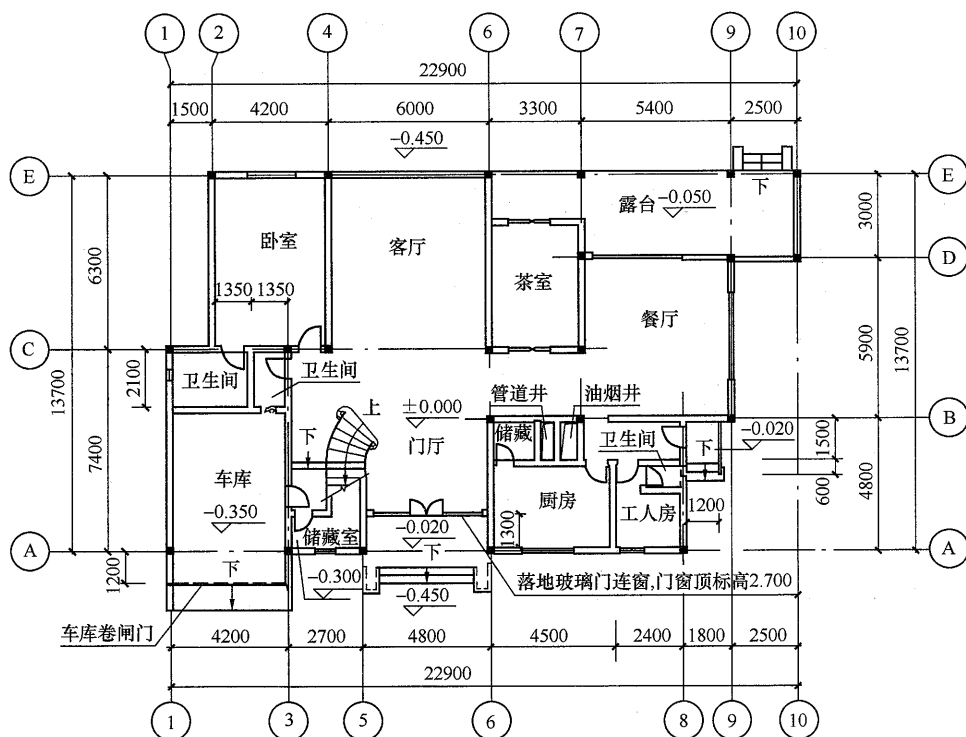 1 2 4 6 7 9 10
22900
1500 4200 6000 3300 5400 2500
-0.450
E E
下
露台 -0.050
3000
卧室 客厅
D
茶室
6300
1350 1350
餐厅
13700 5900 13700
C
卫生间 卫生间
2100
管道井 油烟井
上 ±0.000
B
储藏 卫生间 下 -0.020
1500
下 门厅
7400
车库
4800
600
厨房
-0.350
工人房 1200
1300
储藏室 -0.020
A A
下 下
1200
-0.300
落地玻璃门连窗,门窗顶标高2.700
-0.450
车库卷闸门
4200 2700 4800 4500 2400 1800 2500
22900
1 3 5 6 8 9 10